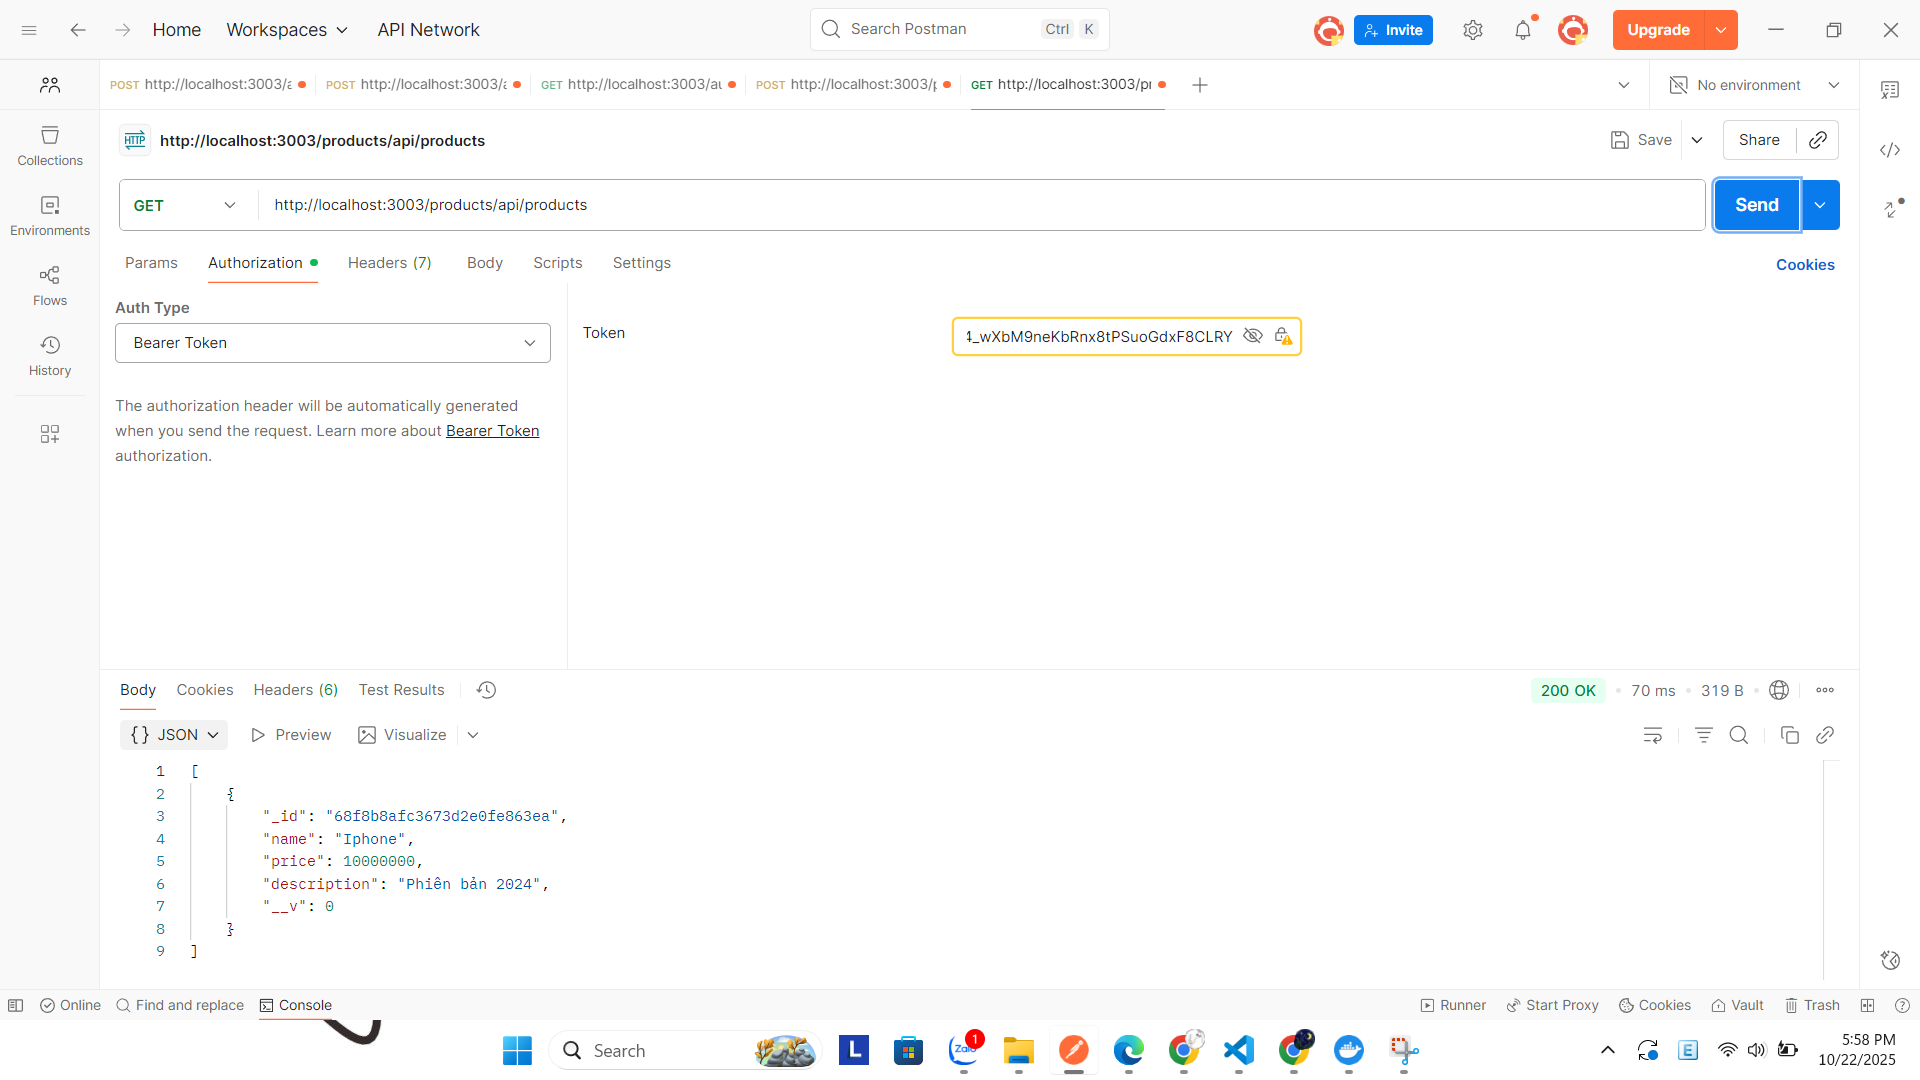 Home Workspaces API Network Search Postman Ctrl K Invite Upgrade
POST http://localhost:3003/a POST http://localhost:3003/a GET http://localhost:3003/au POST http://localhost:3003/p GET http://localhost:3003/pr No environment
HTTP http://localhost:3003/products/api/products Save Share
GET http://localhost:3003/products/api/products Send
Collections
Environments
Flows
History
Params Authorization Headers (7) Body Scripts Settings Cookies
Auth Type
Bearer Token
Token
_wXbM9neKbRnx8tPSuoGdxF8CLRY
The authorization header will be automatically generated
when you send the request. Learn more about Bearer Token
authorization.
Body Cookies Headers (6) Test Results 200 OK 70 ms 319 B
{} JSON Preview Visualize
1 [
2 {
3 "_id": "68f8b8afc3673d2e0fe863ea",
4 "name": "Iphone",
5 "price": 10000000,
6 "description": "Phiên bản 2024",
7 "__v": 0
8 }
9 ]
Online Find and replace Console Runner Start Proxy Cookies Vault Trash
Search L Zalo 1 E 5:58 PM
10/22/2025